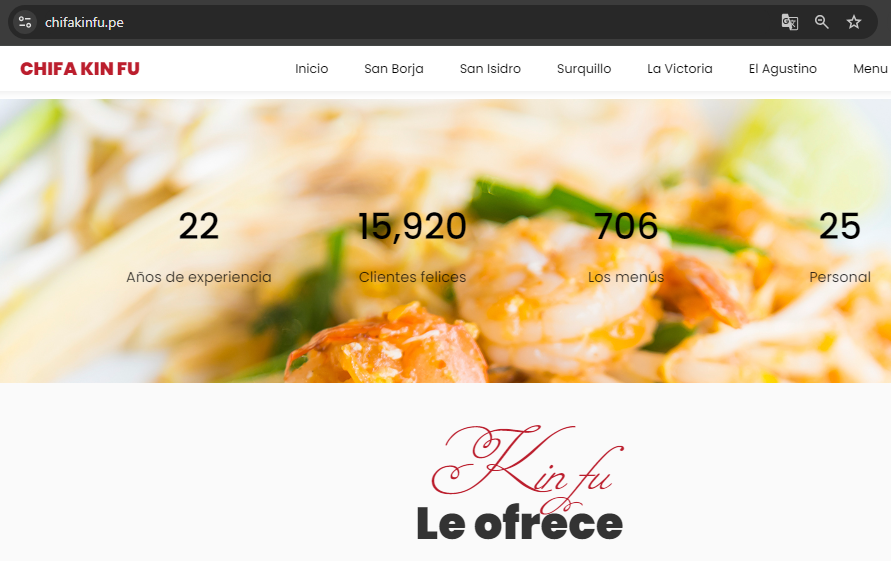 chifakinfu.pe
CHIFA KIN FU Inicio San Borja San Isidro Surquillo La Victoria El Agustino Menu
22 15,920 706 25
Años de experiencia Clientes felices Los menús Personal
Kin fu
Le ofrece